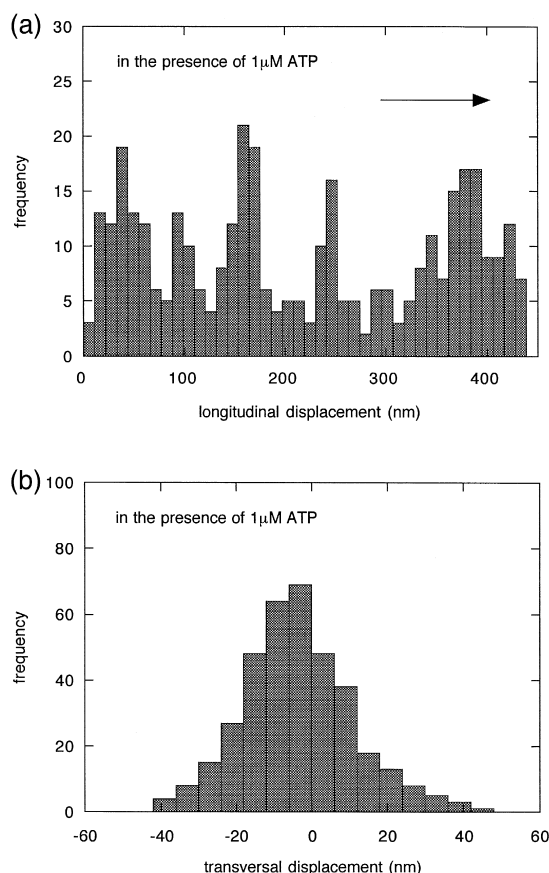 (a)
30
in the presence of 1μM ATP
25
20
15
10
5
0
frequency
0 100 200 300 400
longitudinal displacement (nm)
(b)
100
in the presence of 1μM ATP
80
60
40
20
0
frequency
-60 -40 -20 0 20 40 60
transversal displacement (nm)